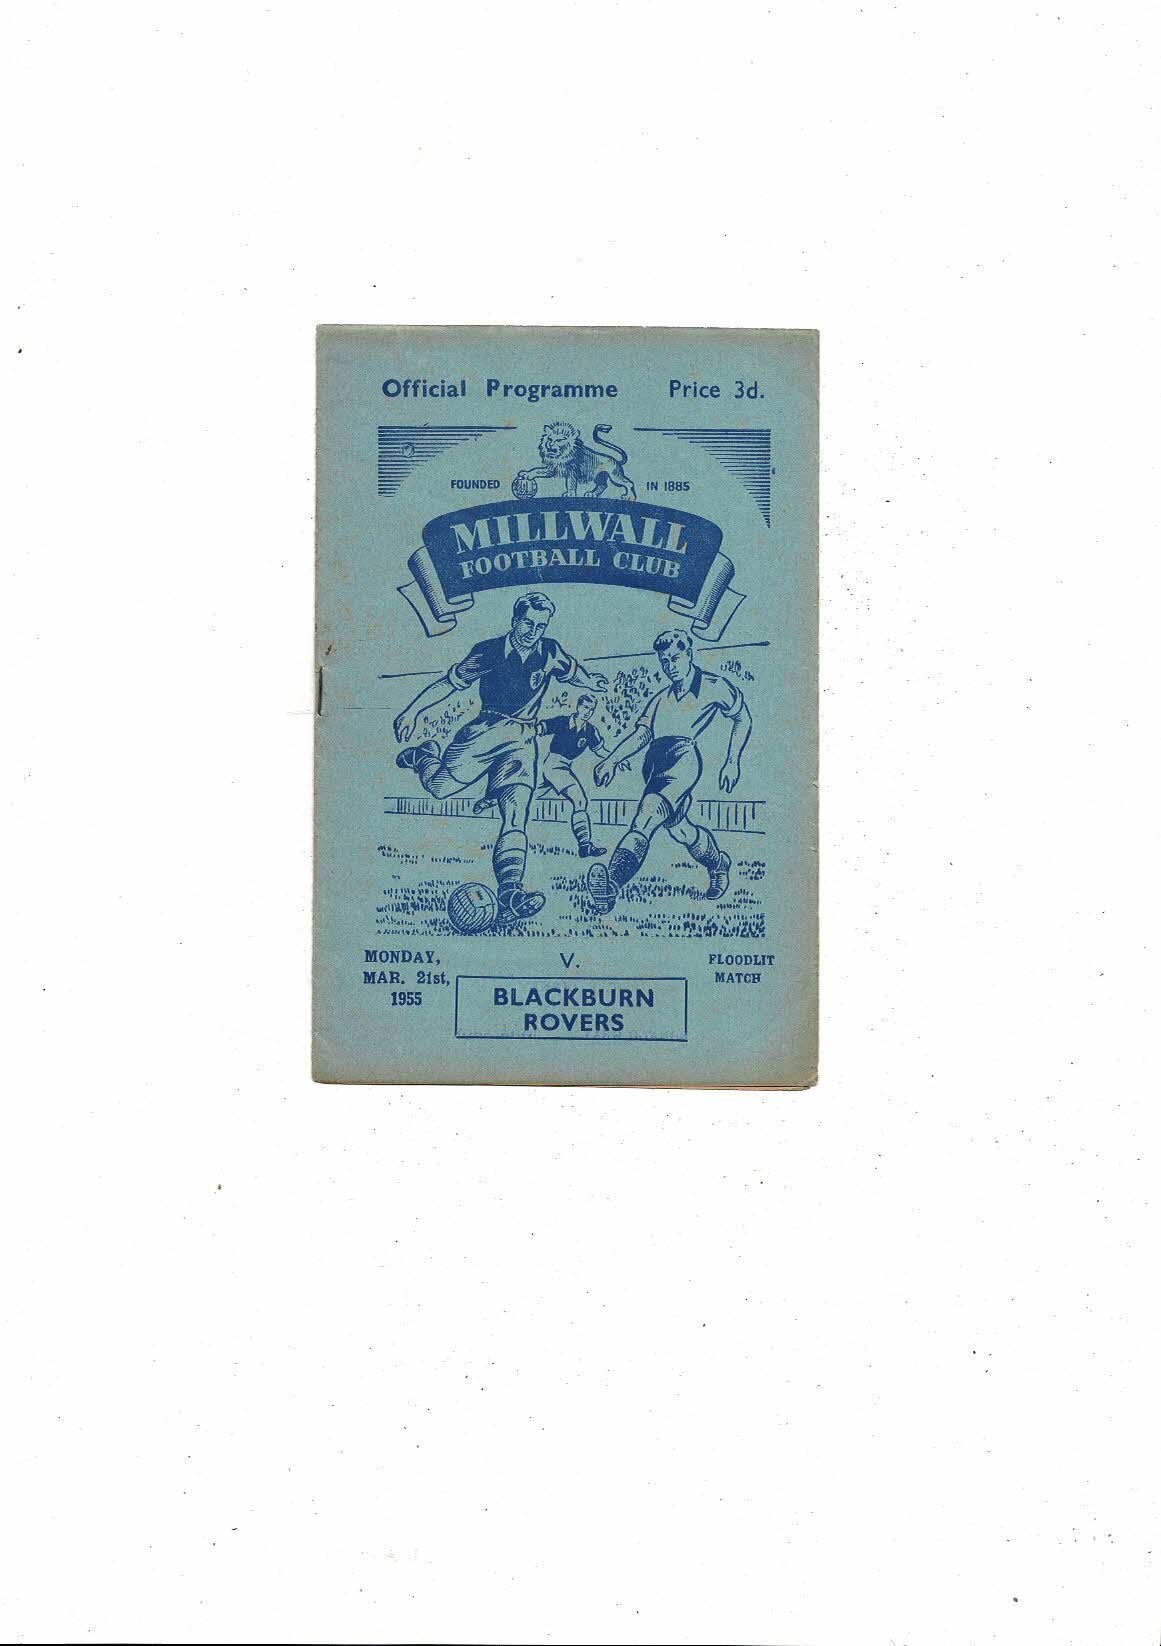 Official Programme Price 3d.
FOUNDED IN 1885
MILLWALL
FOOTBALL CLUB
MONDAY,
MAR. 21st,
1955
V.
BLACKBURN
ROVERS
FLOODLIT
MATCH